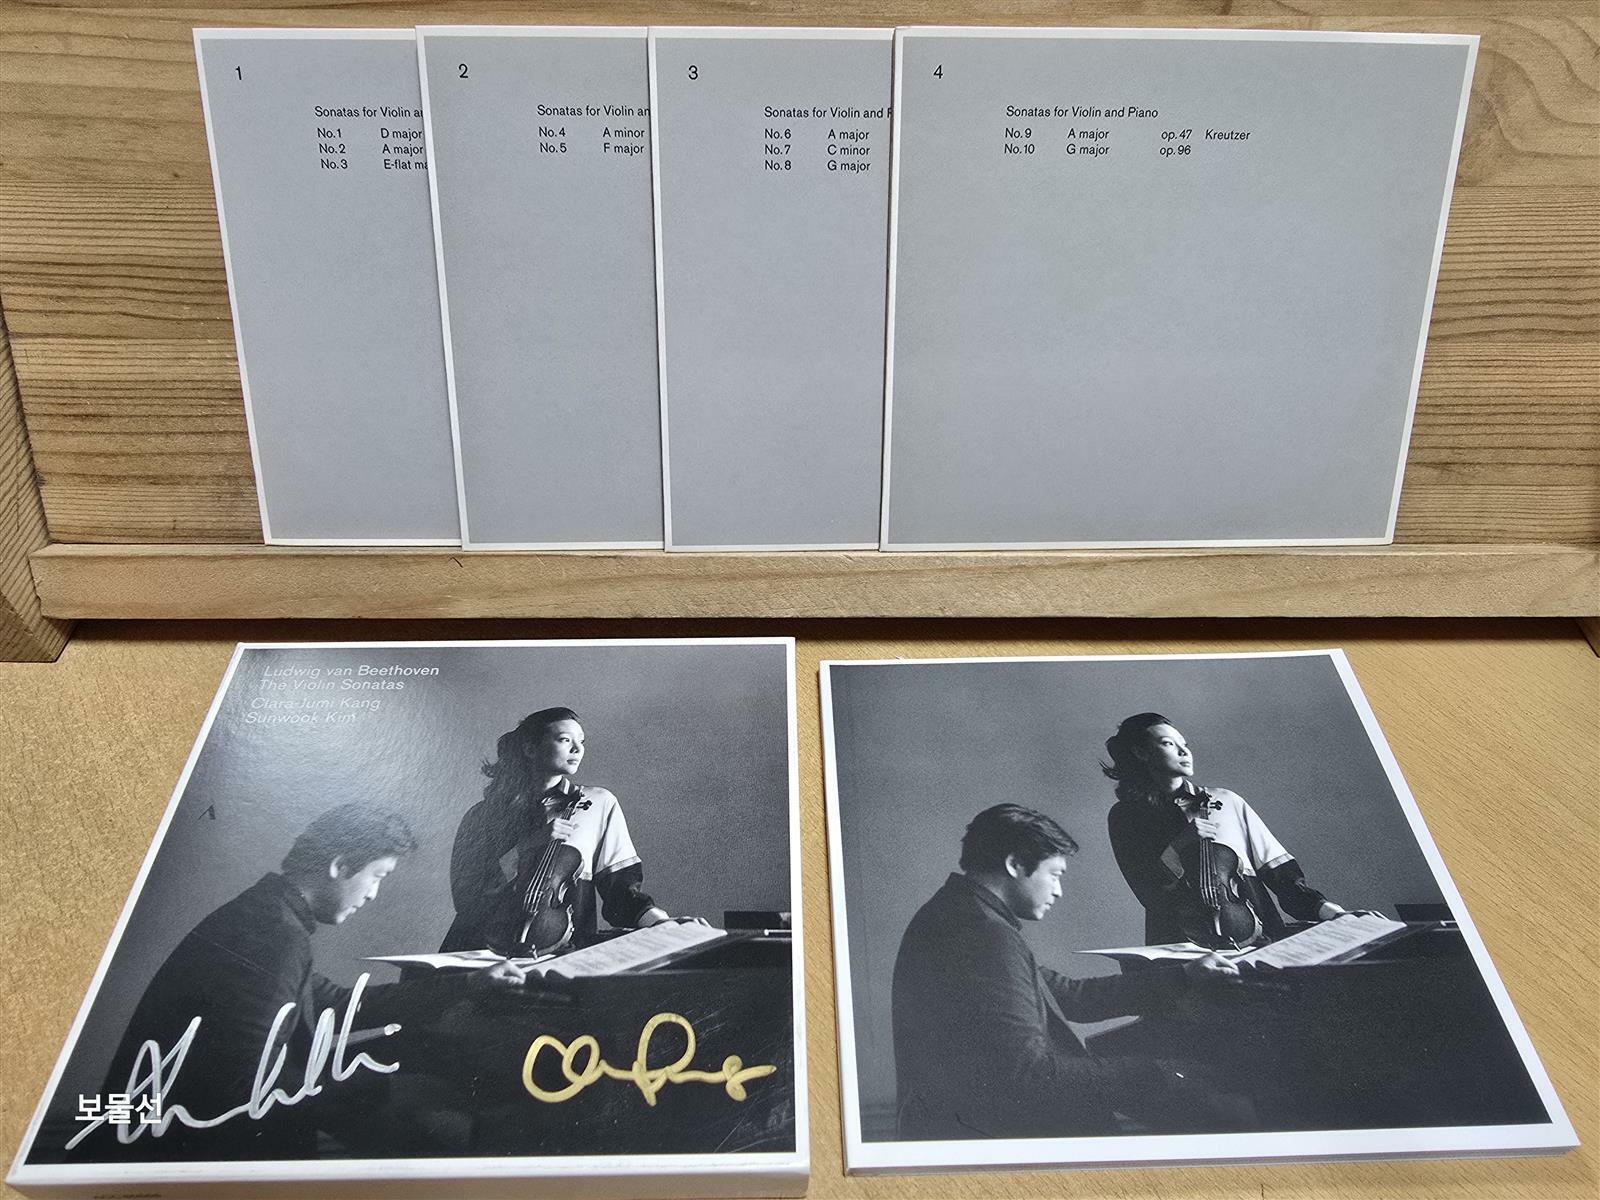 1
Sonatas for Violin a
No.1 D major
No.2 A major
No.3 E-flat ma
2
Sonatas for Violin an
No.4 A minor
No.5 F major
3
Sonatas for Violin and
No.6 A major
No.7 C minor
No.8 G major
4
Sonatas for Violin and Piano
No.9 A major op.47 Kreutzer
No.10 G major op.96
Ludwig van Beethoven
The Violin Sonatas
Clara-Jumi Kang
Sunwook Kim
보물선